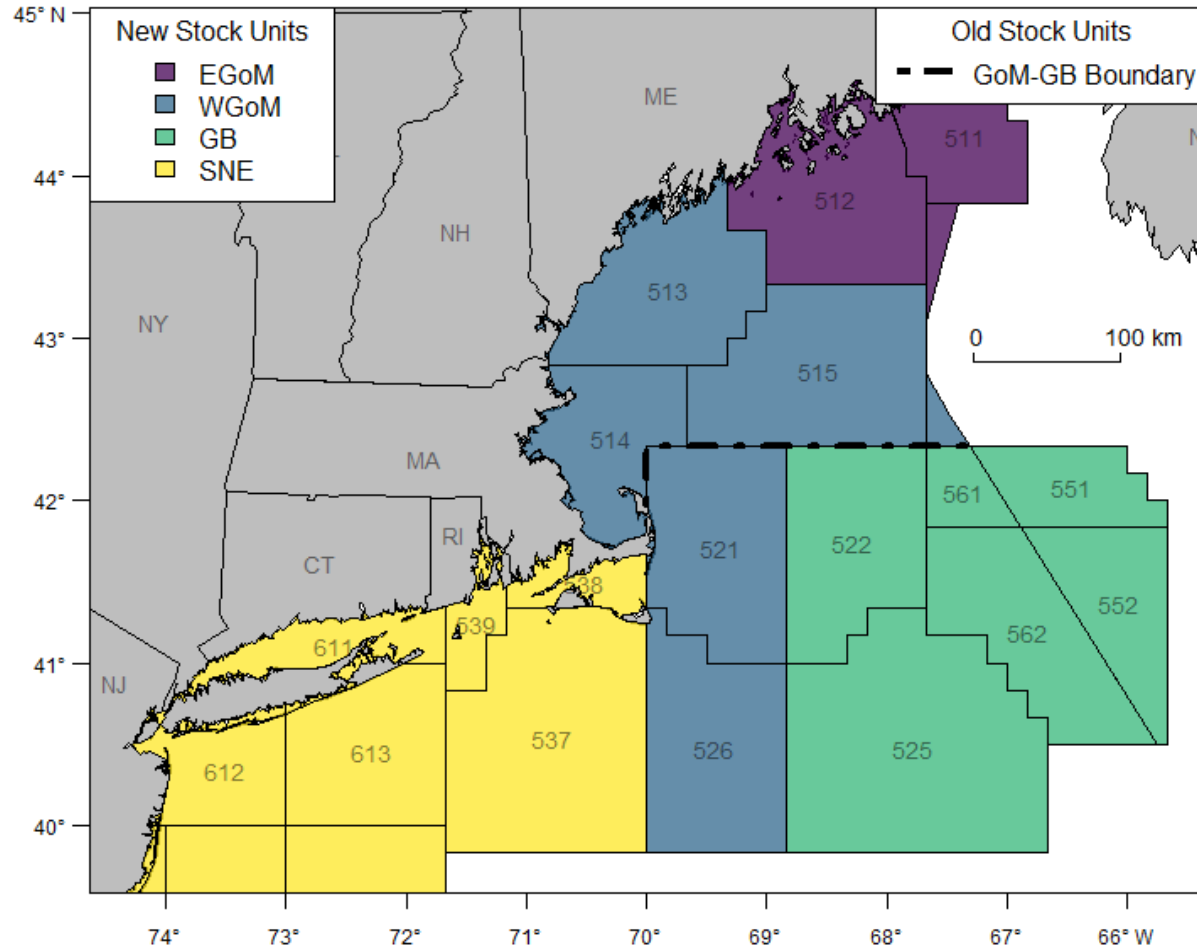 45° N
New Stock Units
EGoM
WGoM
GB
SNE
Old Stock Units
GoM-GB Boundary
ME
N
511
44°
512
NH
513
NY
43°
0 100 km
515
514
MA
42°
561
551
RI
CT
521
522
538
552
539
562
611
41°
NJ
537
613
526
525
612
40°
74° 73° 72° 71° 70° 69° 68° 67° 66° W